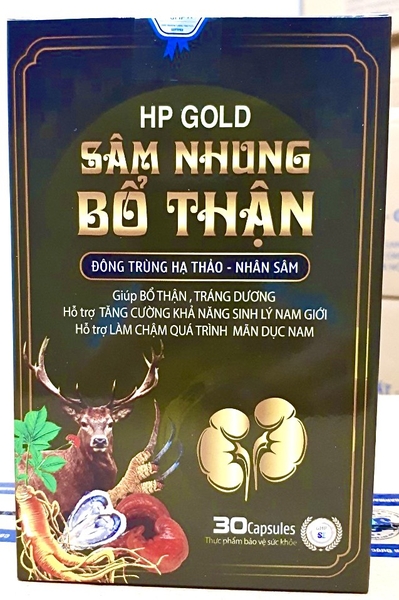 HP GOLD
SÂM NHUNG
BỔ THẬN
ĐÔNG TRÙNG HẠ THẢO - NHÂN SÂM
Giúp BỔ THẬN , TRÁNG DƯƠNG
Hỗ trợ TĂNG CƯỜNG KHẢ NĂNG SINH LÝ NAM GIỚI
Hỗ trợ LÀM CHẬM QUÁ TRÌNH MÃN DỤC NAM
30 Capsules
Thực phẩm bảo vệ sức khỏe